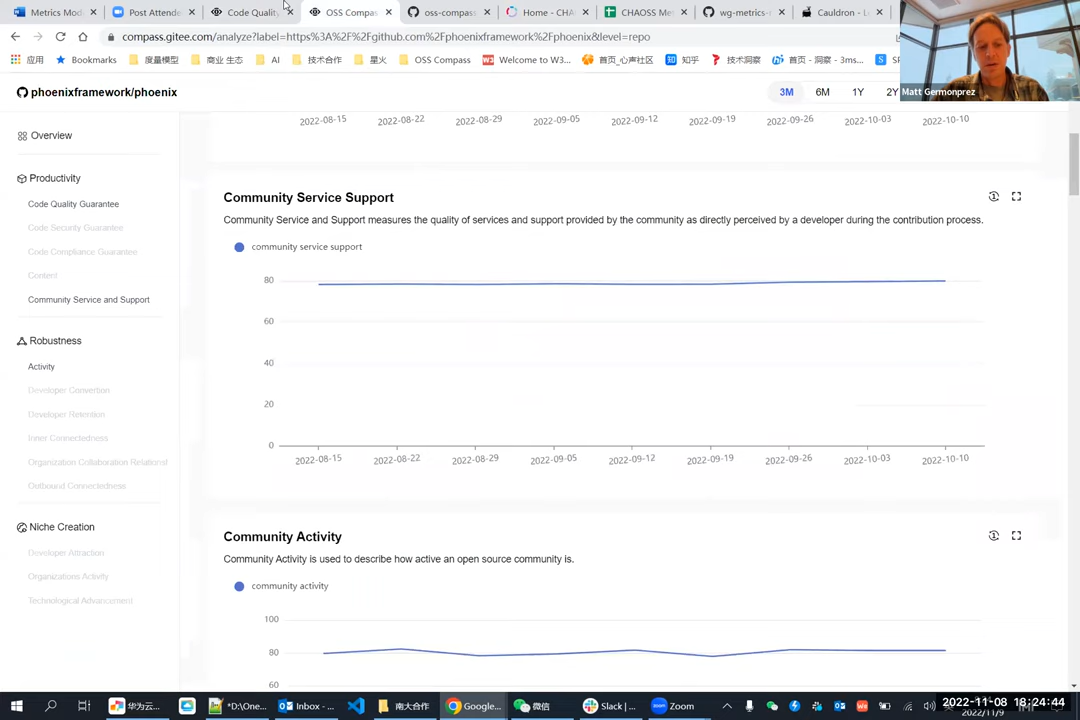 Metrics Mod
Post Attende
Code Quality
OSS Compas
oss-compass
Home - CHA
CHAOSS Me
wg-metrics-
Cauldron - L
compass.gitee.com/analyze?label=https%3A%2F%2Fgithub.com%2Fphoenixframework%2Fphoenix&level=repo
应用
Bookmarks
度量模型
商业 生态
AI
技术合作
星火
OSS Compass
Welcome to W3...
首页_心声社区
知乎
技术洞察
首页 - 洞察 - 3ms...
Matt Germonprez
phoenixframework/phoenix
3M
6M
1Y
2Y
Overview
Productivity
Code Quality Guarantee
Code Security Guarantee
Code Compliance Guarantee
Content
Community Service and Support
Robustness
Activity
Developer Convertion
Developer Retention
Inner Connectedness
Organization Collaboration Relationsl
Outbound Connectedness
Niche Creation
Developer Attraction
Organizations Activity
Technological Advancement
2022-08-15 2022-08-22 2022-08-29 2022-09-05 2022-09-12 2022-09-19 2022-09-26 2022-10-03 2022-10-10
Community Service Support
Community Service and Support measures the quality of services and support provided by the community as directly perceived by a developer during the contribution process.
community service support
80
60
40
20
0
2022-08-15 2022-08-22 2022-08-29 2022-09-05 2022-09-12 2022-09-19 2022-09-26 2022-10-03 2022-10-10
Community Activity
Community Activity is used to describe how active an open source community is.
community activity
100
80
60
华为云...
*D:\One...
Inbox - ...
南大合作
Google...
微信
Slack | ...
Zoom
2022-11-08 18:24:44
2022/11/9